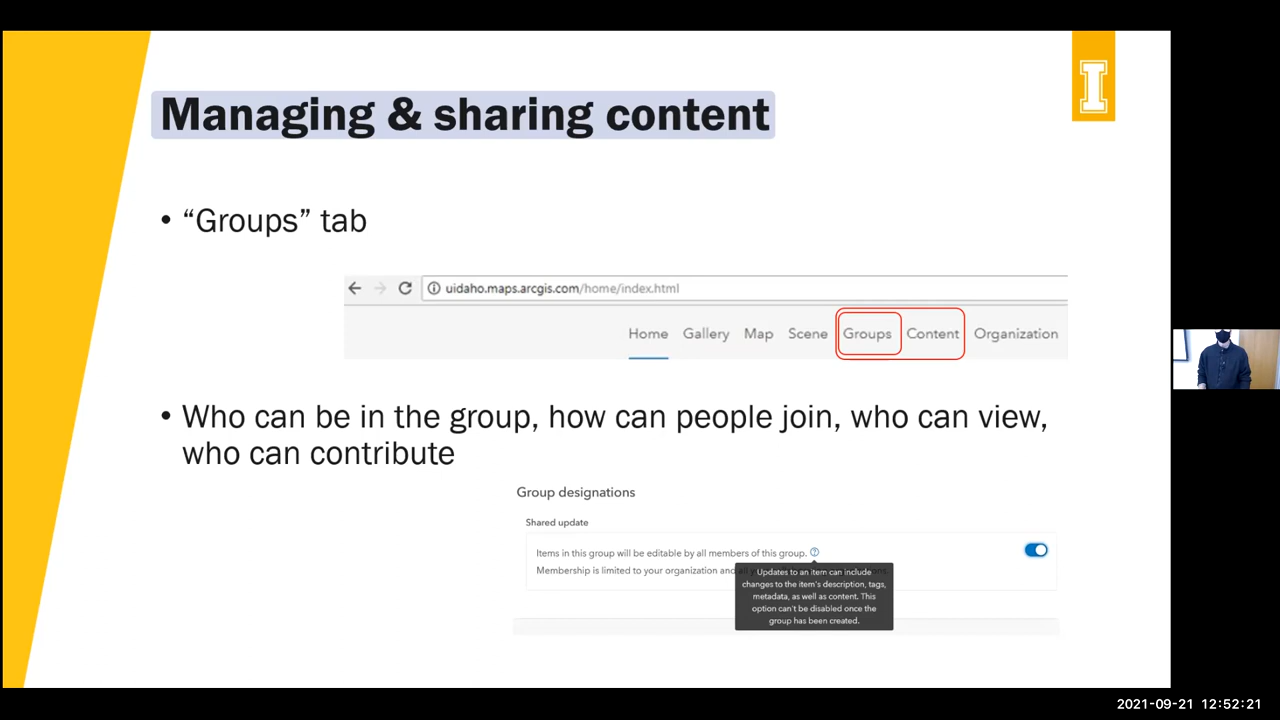 Managing & sharing content
I
• “Groups” tab
uidaho.maps.arcgis.com/home/index.html
Home Gallery Map Scene Groups Content Organization
• Who can be in the group, how can people join, who can view,
who can contribute
Group designations
Shared update
Items in this group will be editable by all members of this group.
Membership is limited to your organization and
Updates to an item can include
changes to the item's description, tags,
metadata, as well as content. This
option can't be disabled once the
group has been created.
2021-09-21 12:52:21